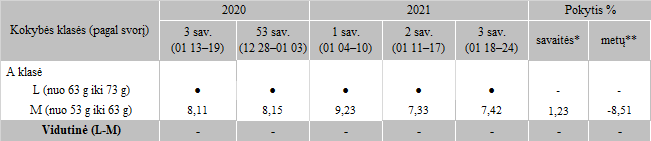 Kokybės klasės (pagal svorį) 2020 2021 Pokytis %
3 sav. (01 13–19) 53 sav. (12 28–01 03) 1 sav. (01 04–10) 2 sav. (01 11–17) 3 sav. (01 18–24) savaitės* metų**
A klasė
L (nuo 63 g iki 73 g) ● ● ● ● ● - -
M (nuo 53 g iki 63 g) 8,11 8,15 9,23 7,33 7,42 1,23 -8,51
Vidutinė (L-M) - - - - - - -